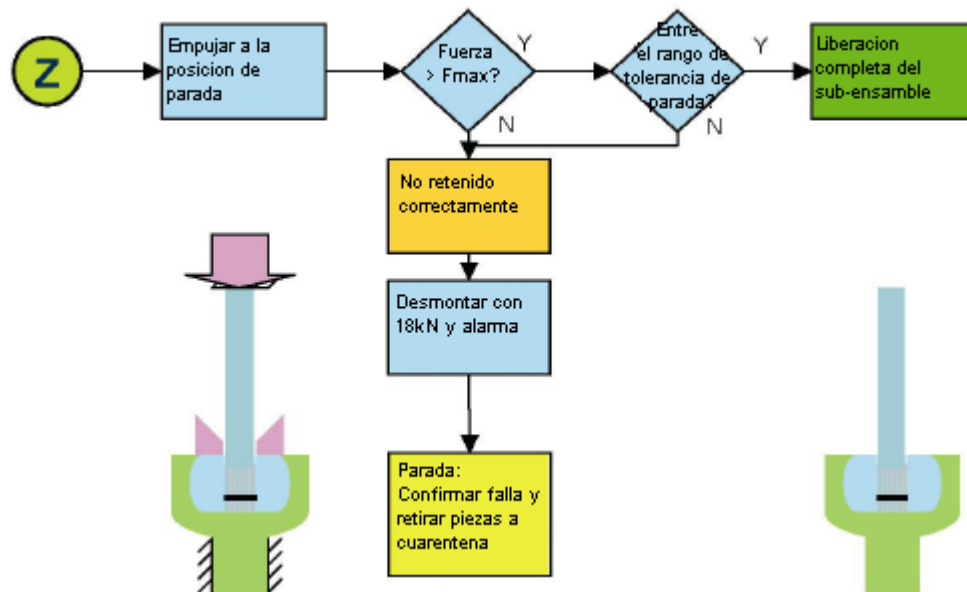 Z
Empujar a la
posicion de
parada
Fuerza
> Fmax?
Y
N
Entre
el rango de
tolerancia de
parada?
Y
N
Liberacion
completa del
sub-ensamble
No retenido
correctamente
Desmontar con
18kN y alarma
Parada:
Confirmar falla y
retirar piezas a
cuarentena